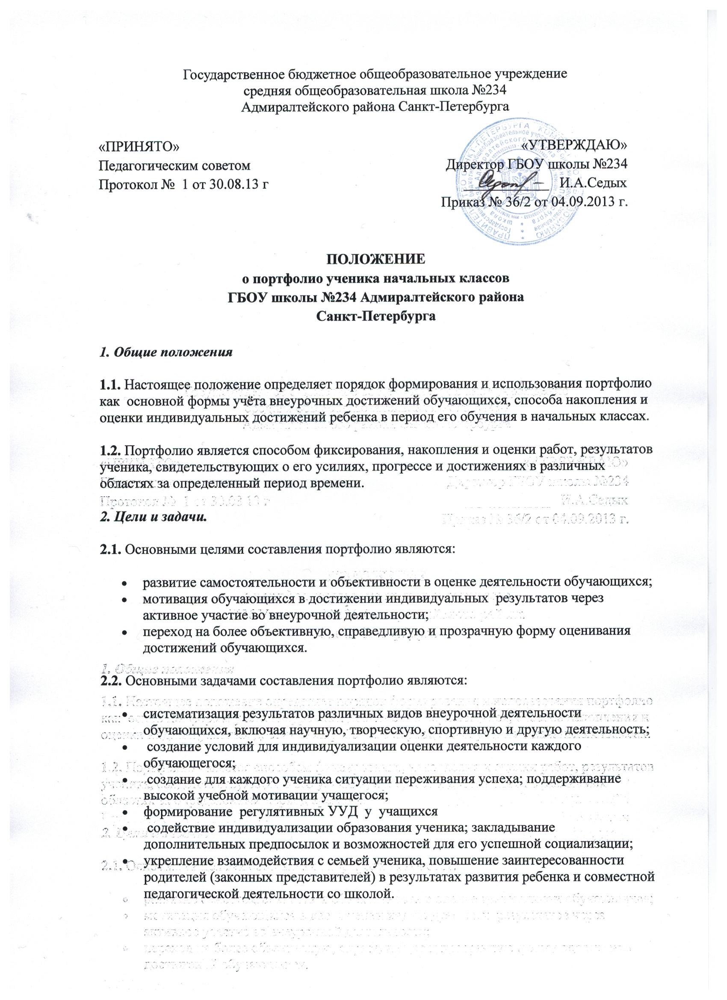 Государственное бюджетное общеобразовательное учреждение
средняя общеобразовательная школа №234
Адмиралтейского района Санкт-Петербурга
«ПРИНЯТО»
Педагогическим советом
Протокол № 1 от 30.08.13 г
«УТВЕРЖДАЮ»
Директор ГБОУ школы №234
И.А.Седых
Приказ № 36/2 от 04.09.2013 г.
ПОЛОЖЕНИЕ
о портфолио ученика начальных классов
ГБОУ школы №234 Адмиралтейского района
Санкт-Петербурга
1. Общие положения
1.1. Настоящее положение определяет порядок формирования и использования портфолио
как основной формы учёта внеурочных достижений обучающихся, способа накопления и
оценки индивидуальных достижений ребенка в период его обучения в начальных классах.
1.2. Портфолио является способом фиксирования, накопления и оценки работ, результатов
ученика, свидетельствующих о его усилиях, прогрессе и достижениях в различных
областях за определенный период времени.
2. Цели и задачи.
2.1. Основными целями составления портфолио являются:
• развитие самостоятельности и объективности в оценке деятельности обучающихся;
• мотивация обучающихся в достижении индивидуальных результатов через
активное участие во внеурочной деятельности;
• переход на более объективную, справедливую и прозрачную форму оценивания
достижений обучающихся.
2.2. Основными задачами составления портфолио являются:
• систематизация результатов различных видов внеурочной деятельности
обучающихся, включая научную, творческую, спортивную и другую деятельность;
• создание условий для индивидуализации оценки деятельности каждого
обучающегося;
• создание для каждого ученика ситуации переживания успеха; поддерживание
высокой учебной мотивации учащегося;
• формирование регулятивных УУД у учащихся
• содействие индивидуализации образования ученика; закладывание
дополнительных предпосылок и возможностей для его успешной социализации;
• укрепление взаимодействия с семьей ученика, повышение заинтересованности
родителей (законных представителей) в результатах развития ребенка и совместной
педагогической деятельности со школой.